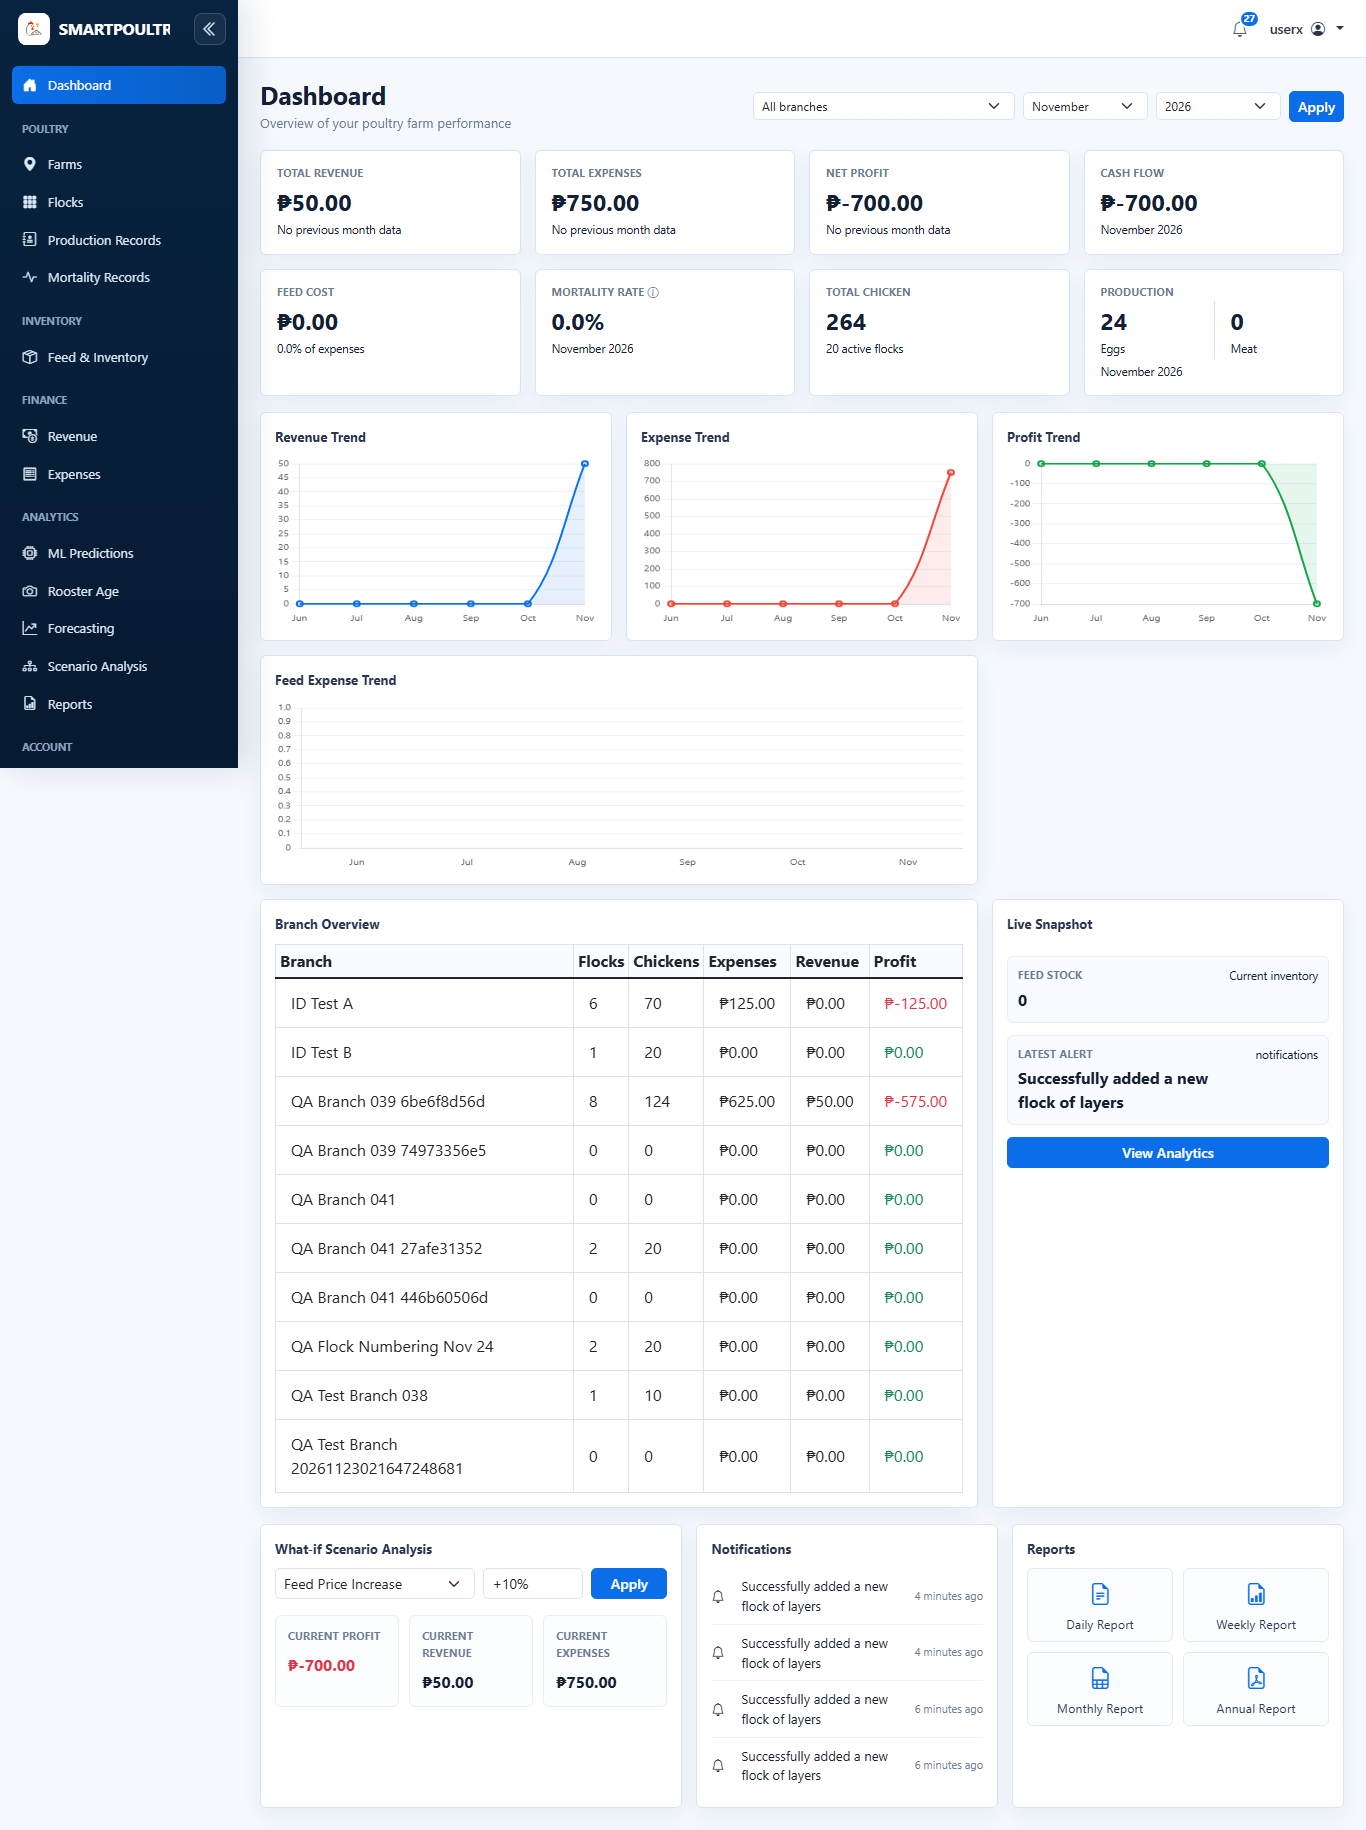 SMARTPOULTR
27
userx
Dashboard
POULTRY
Farms
Flocks
Production Records
Mortality Records
INVENTORY
Feed & Inventory
FINANCE
Revenue
Expenses
ANALYTICS
ML Predictions
Rooster Age
Forecasting
Scenario Analysis
Reports
ACCOUNT
Dashboard
Overview of your poultry farm performance
All branches
November
2026
Apply
TOTAL REVENUE
₱50.00
No previous month data
TOTAL EXPENSES
₱750.00
No previous month data
NET PROFIT
₱-700.00
No previous month data
CASH FLOW
₱-700.00
November 2026
FEED COST
₱0.00
0.0% of expenses
MORTALITY RATE ⓘ
0.0%
November 2026
TOTAL CHICKEN
264
20 active flocks
PRODUCTION
24
Eggs
0
Meat
November 2026
Revenue Trend
50
45
40
35
30
25
20
15
10
5
0
Jun Jul Aug Sep Oct Nov
Expense Trend
800
700
600
500
400
300
200
100
0
Jun Jul Aug Sep Oct Nov
Profit Trend
0
-100
-200
-300
-400
-500
-600
-700
Jun Jul Aug Sep Oct Nov
Feed Expense Trend
1.0
0.9
0.8
0.7
0.6
0.5
0.4
0.3
0.2
0.1
0
Jun Jul Aug Sep Oct Nov
Branch Overview
Branch Flocks Chickens Expenses Revenue Profit
ID Test A 6 70 ₱125.00 ₱0.00 ₱-125.00
ID Test B 1 20 ₱0.00 ₱0.00 ₱0.00
QA Branch 039 6be6f8d56d 8 124 ₱625.00 ₱50.00 ₱-575.00
QA Branch 039 74973356e5 0 0 ₱0.00 ₱0.00 ₱0.00
QA Branch 041 0 0 ₱0.00 ₱0.00 ₱0.00
QA Branch 041 27afe31352 2 20 ₱0.00 ₱0.00 ₱0.00
QA Branch 041 446b60506d 0 0 ₱0.00 ₱0.00 ₱0.00
QA Flock Numbering Nov 24 2 20 ₱0.00 ₱0.00 ₱0.00
QA Test Branch 038 1 10 ₱0.00 ₱0.00 ₱0.00
QA Test Branch
20261123021647248681 0 0 ₱0.00 ₱0.00 ₱0.00
Live Snapshot
FEED STOCK
Current inventory
0
LATEST ALERT
notifications
Successfully added a new
flock of layers
View Analytics
What-if Scenario Analysis
Feed Price Increase
+10%
Apply
CURRENT PROFIT
₱-700.00
CURRENT
REVENUE
₱50.00
CURRENT
EXPENSES
₱750.00
Notifications
Successfully added a new
flock of layers
4 minutes ago
Successfully added a new
flock of layers
4 minutes ago
Successfully added a new
flock of layers
6 minutes ago
Successfully added a new
flock of layers
6 minutes ago
Reports
Daily Report
Weekly Report
Monthly Report
Annual Report